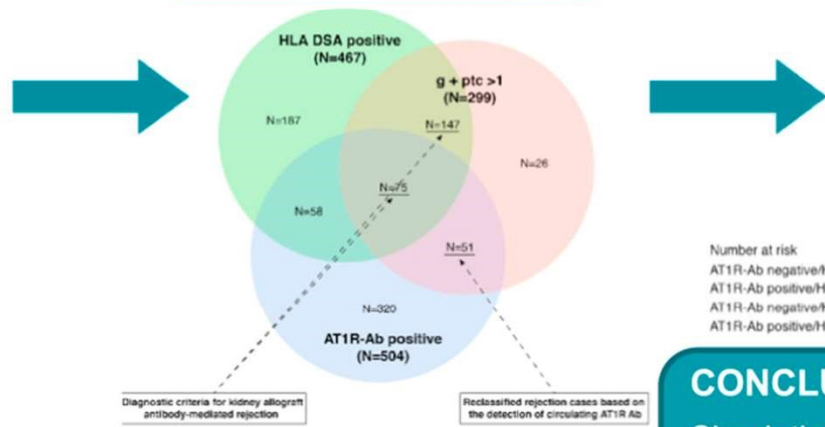 HLA DSA positive
(N=467)
g + ptc >1
(N=299)
N=187
N=147
N=26
N=75
N=58
N=51
N=320
AT1R-Ab positive
(N=504)
Diagnostic criteria for kidney allograft
antibody-mediated rejection
Reclassified rejection cases based on
the detection of circulating AT1R Ab
Number at risk
AT1R-Ab negative/H
AT1R-Ab positive/H
AT1R-Ab negative/H
AT1R-Ab positive/H
CONCLU